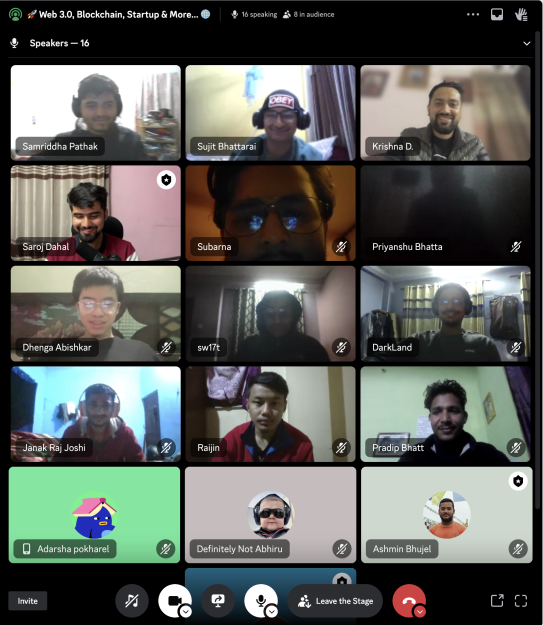 🚀 Web 3.0, Blockchain, Startup & More... 🌐
16 speaking
8 in audience
Speakers — 16
Samriddha Pathak
Sujit Bhattarai
OBEY
Krishna D.
Saroj Dahal
Subarna
Priyanshu Bhatta
Dhenga Abishkar
sw17t
DarkLand
Janak Raj Joshi
Raijin
Pradip Bhatt
Adarsha pokharel
Definitely Not Abhiru
Ashmin Bhujel
Invite
Leave the Stage